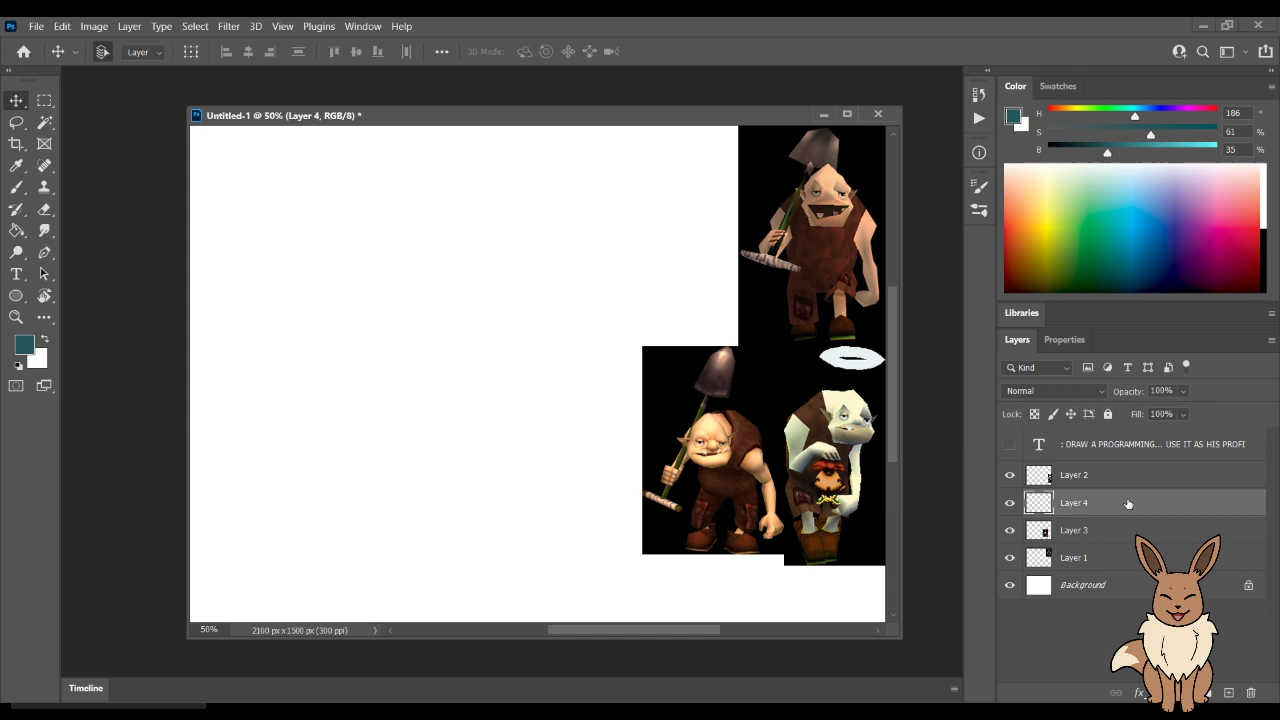 Ps File Edit Image Layer Type Select Filter 3D View Plugins Window Help
Layer 3D Mode:
Untitled-1 @ 50% (Layer 4, RGB/8) *
Color Swatches
H 186 °
S 61 %
B 35 %
Libraries
Layers Properties
Kind
Normal Opacity: 100%
Lock: Fill: 100%
T : DRAW A PROGRAMMING... USE IT AS HIS PROFI
Layer 2
Layer 4
Layer 3
Layer 1
Background
50% 2100 px x 1500 px (300 ppi)
Timeline
fx